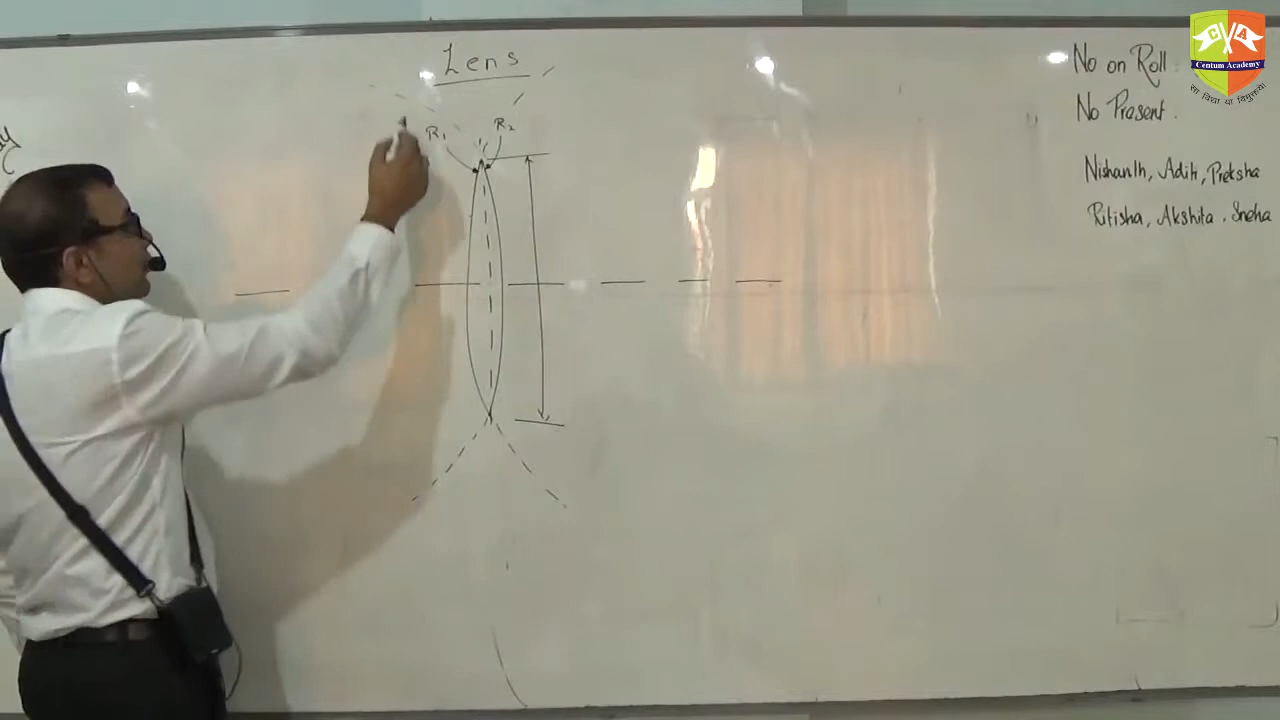 Lens
R₁
R₂
No on Roll :
No Present :
Nishanth, Aditi, Preksha
Ritisha, Akshita, Sneha
C A
Centum Academy